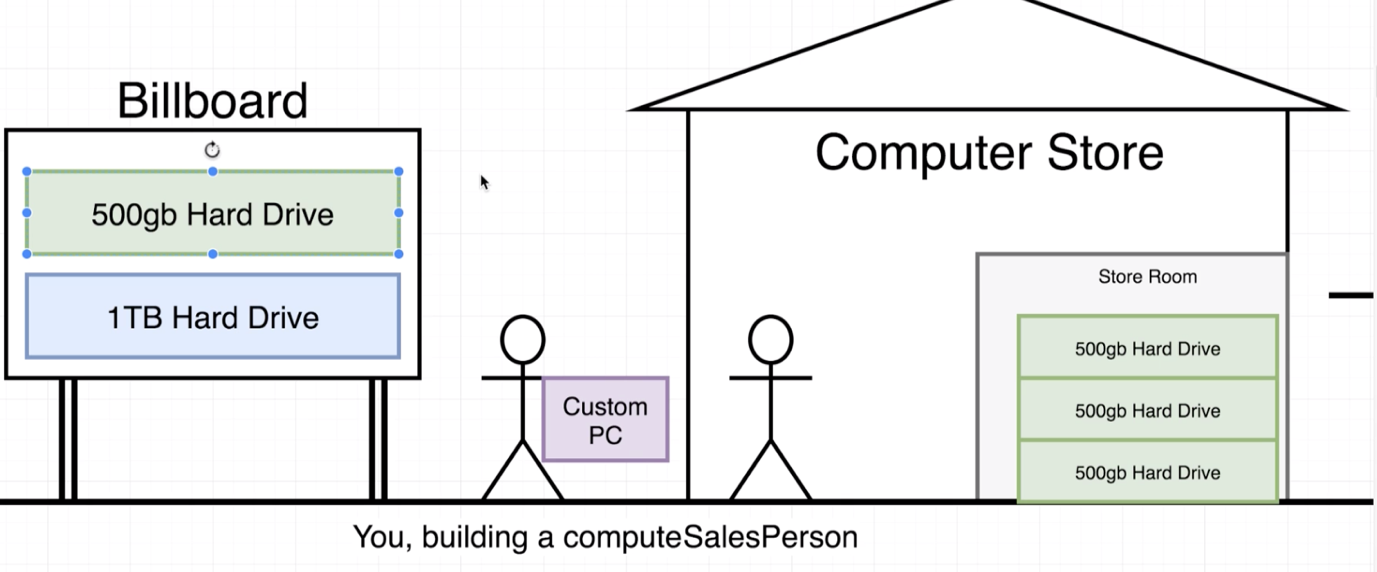 Billboard
500gb Hard Drive
1TB Hard Drive
Custom
PC
Computer Store
Store Room
500gb Hard Drive
500gb Hard Drive
500gb Hard Drive
You, building a computeSalesPerson